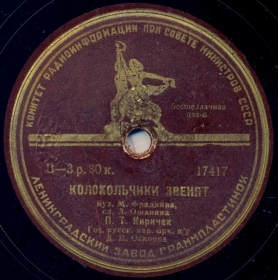 КОМИТЕТ РАДИОИНФОРМАЦИИ ПРИ СОВЕТЕ МИНИСТРОВ СССР
В—3 р. 30 к.
17417
КОЛОКОЛЬЧИКИ ЗВЕНЯТ
муз. М. Фрадкина,
сл. Л. Ошанина
П. Т. Киричек
Гос. русск. нар. орк. п/у
Д. П. Осипова
ЛЕНИНГРАДСКИЙ ЗАВОД ГРАМПЛАСТИНОК